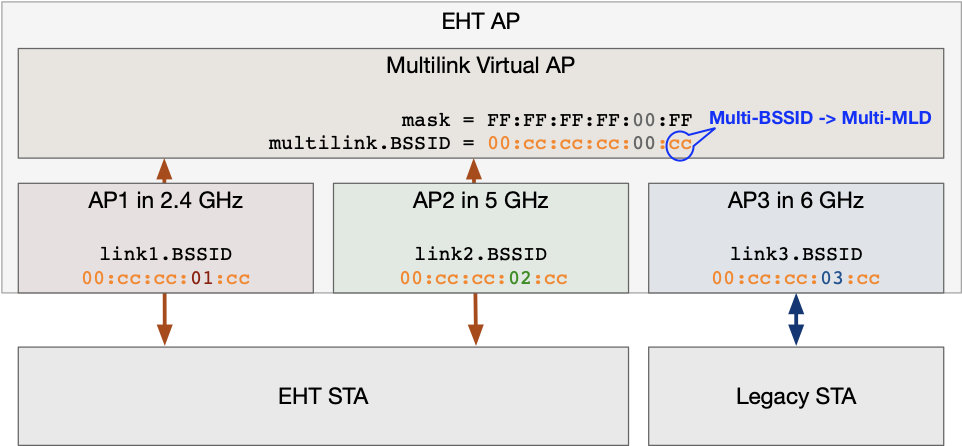 EHT AP
Multilink Virtual AP
mask = FF:FF:FF:FF:00:FF
Multi-BSSID -> Multi-MLD
multilink.BSSID = 00:cc:cc:cc:00:cc
AP1 in 2.4 GHz
link1.BSSID
00:cc:cc:01:cc
AP2 in 5 GHz
link2.BSSID
00:cc:cc:02:cc
AP3 in 6 GHz
link3.BSSID
00:cc:cc:03:cc
EHT STA
Legacy STA